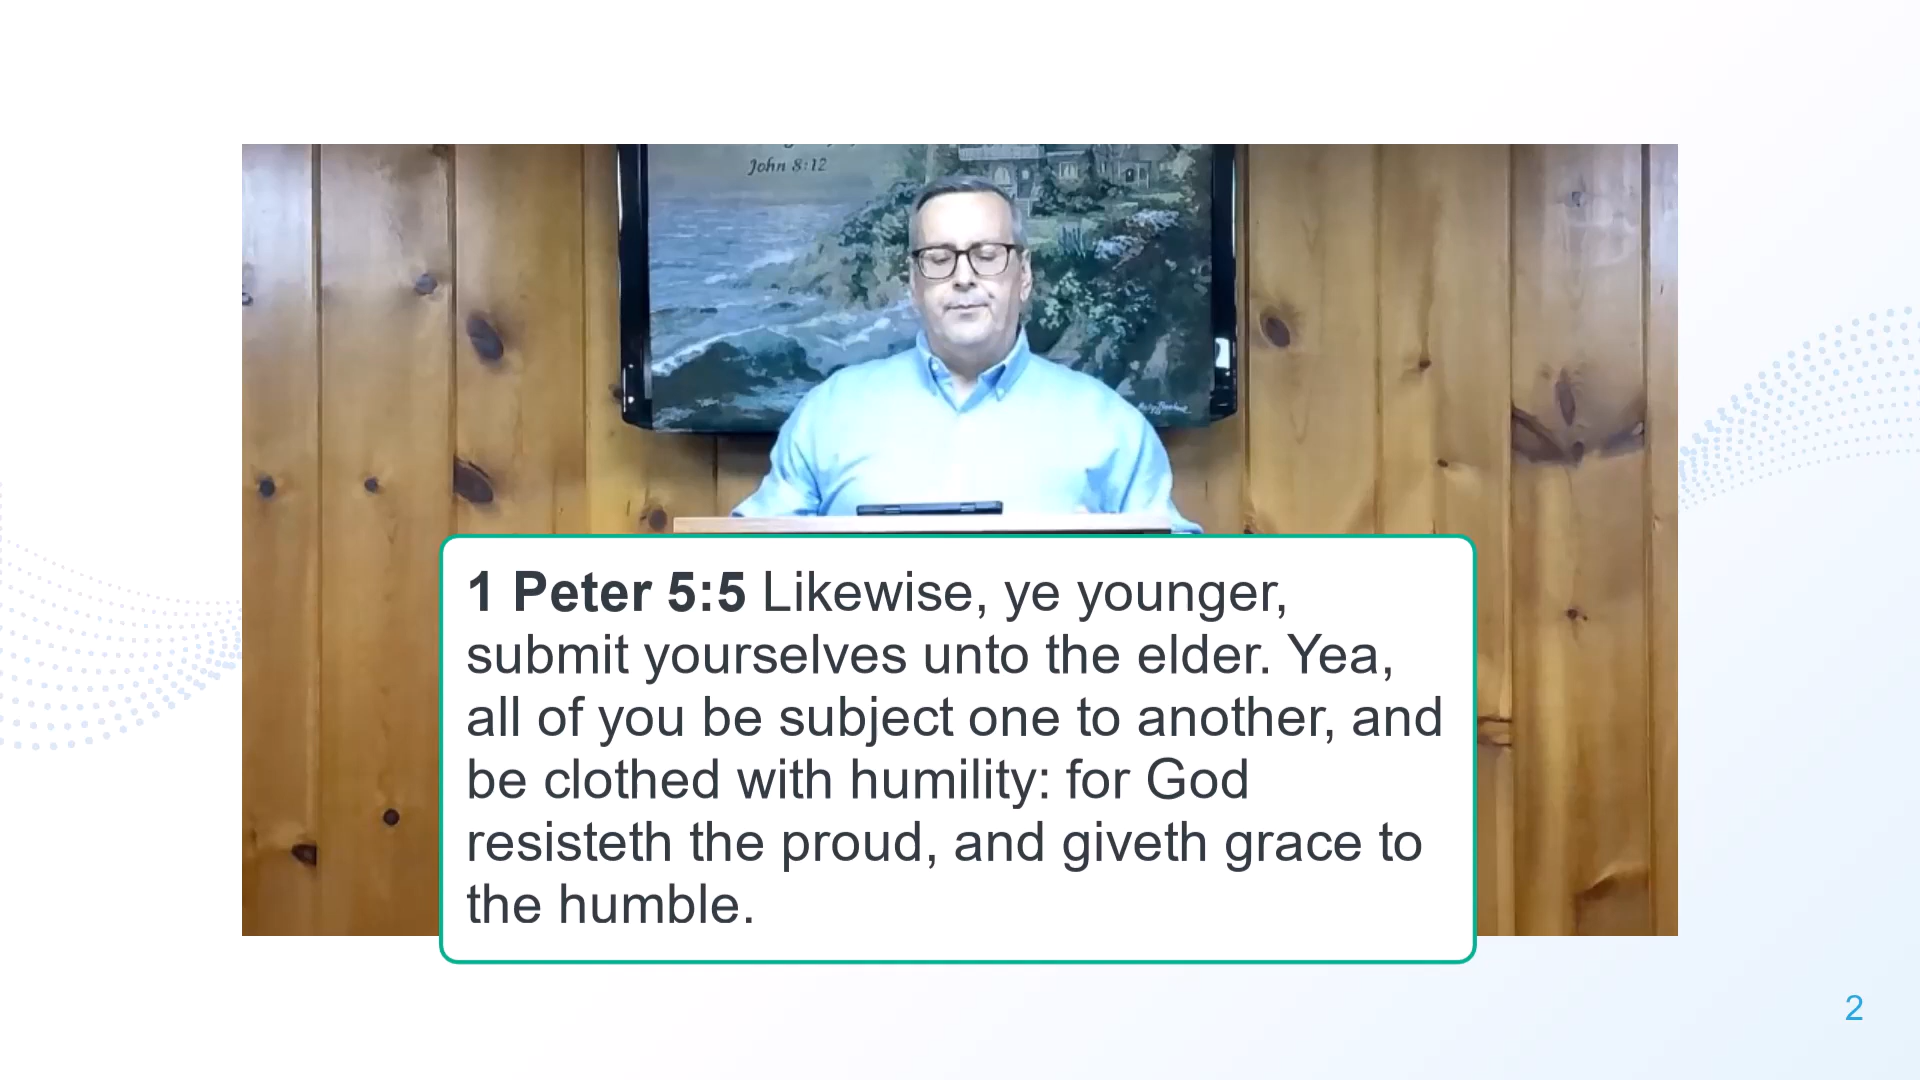 John 8:12
1 Peter 5:5 Likewise, ye younger,
submit yourselves unto the elder. Yea,
all of you be subject one to another, and
be clothed with humility: for God
resisteth the proud, and giveth grace to
the humble.
2